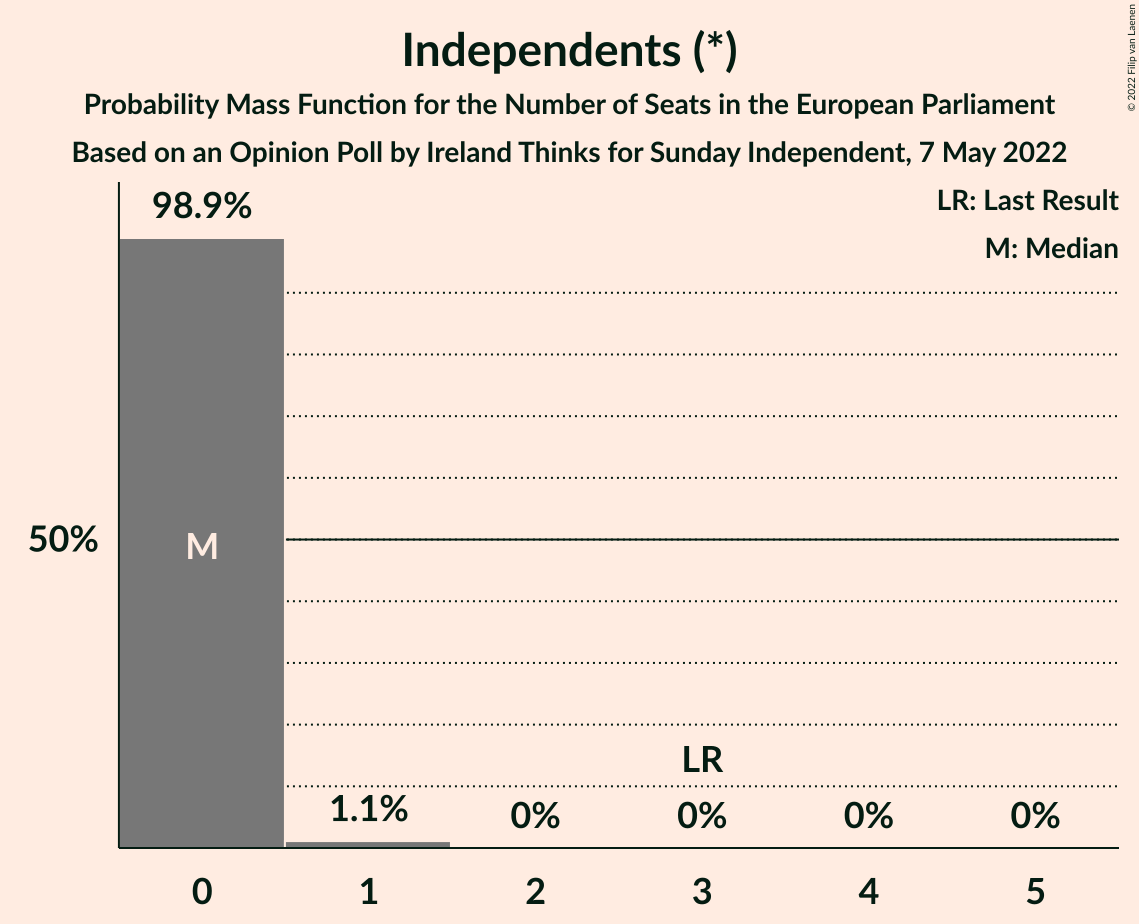 Independents (*)
Probability Mass Function for the Number of Seats in the European Parliament
Based on an Opinion Poll by Ireland Thinks for Sunday Independent, 7 May 2022
© 2022 Filip van Laenen
LR: Last Result
M: Median
98.9%
50%
M
LR
1.1%
0%
0%
0%
0%
0
1
2
3
4
5